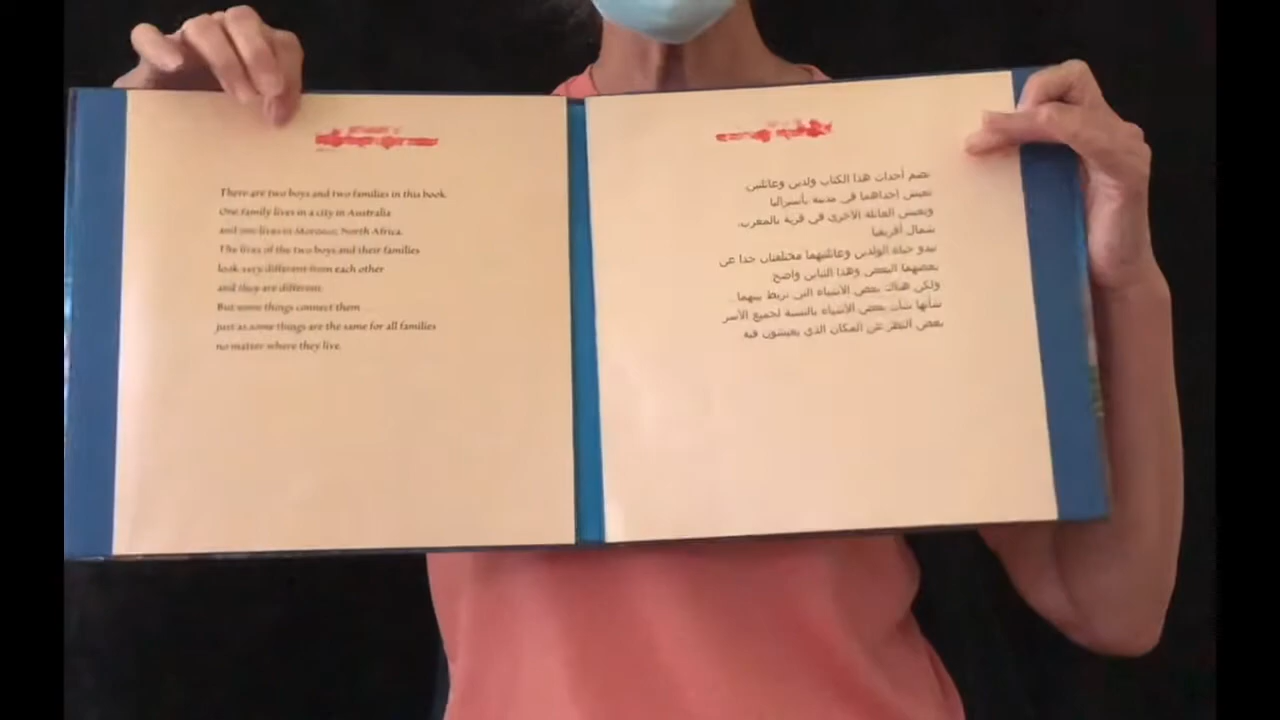 There are two boys and two families in this book.
One family lives in a city in Australia
and one lives in Morocco, North Africa.
The lives of the two boys and their families
look very different from each other
and they are different.
But some things connect them ...
just as some things are the same for all families
no matter where they live.
تضم أحداث هذا الكتاب ولدين وعائلتين
تعيش إحداهما في مدينة بأستراليا
وتعيش العائلة الأخرى في قرية بالمغرب،
شمال أفريقيا
تبدو حياة الولدين وعائلتيهما مختلفتان جدا عن
بعضهما البعض وهذا التباين واضح
ولكن هناك بعض الأشياء التي تربط بينهما...
شأنها شأن بعض الأشياء بالنسبة لجميع الأسر
بغض النظر عن المكان الذي يعيشون فيه